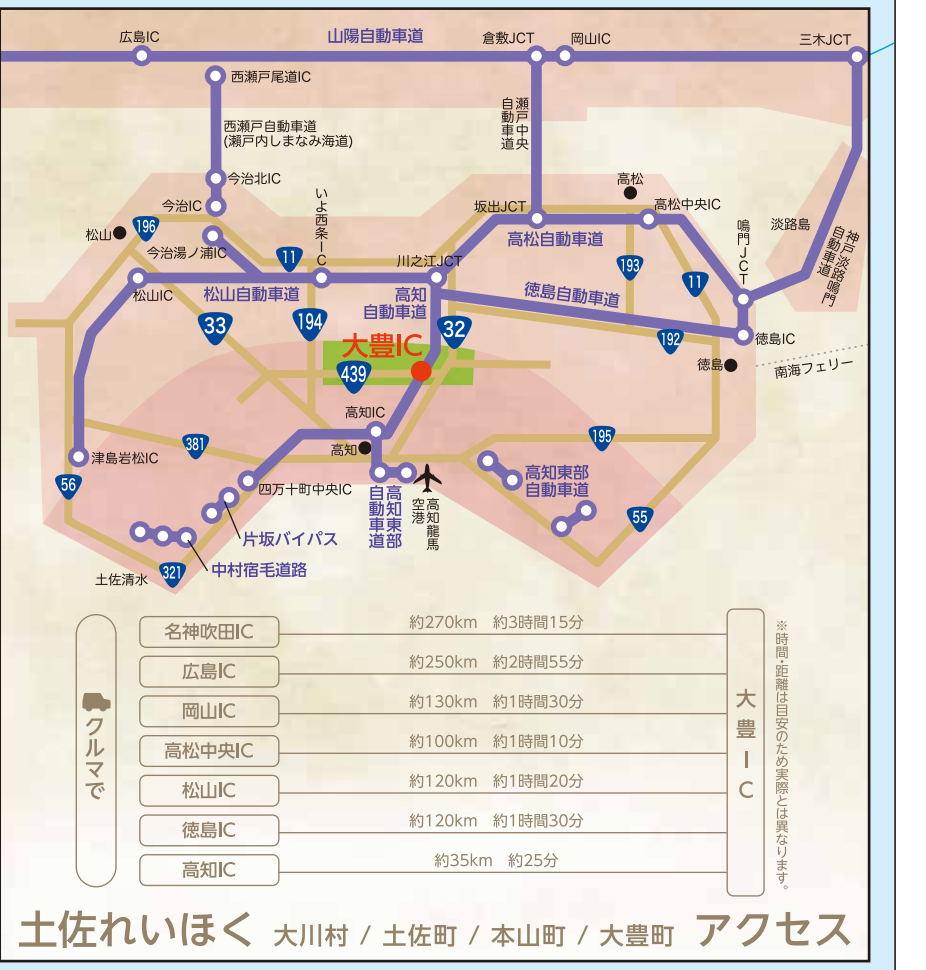 広島IC
山陽自動車道
倉敷JCT
岡山IC
三木JCT
西瀬戸尾道IC
瀬戸中央
自動車道
西瀬戸自動車道
(瀬戸内しまなみ海道)
今治北IC
いよ西条IC
高松
今治IC
坂出JCT
高松中央IC
196
松山
鳴門JCT
淡路島
神戸淡路鳴門
自動車道
今治湯ノ浦IC
11
川之江JCT
高松自動車道
193
11
松山IC
松山自動車道
高知
自動車道
徳島自動車道
33
194
大豊IC
32
192
徳島IC
徳島
南海フェリー
439
高知IC
381
高知
195
津島岩松IC
56
四万十町中央IC
高知東部
自動車道
高知龍馬
空港
高知東部
自動車道
55
片坂バイパス
中村宿毛道路
土佐清水
321
クルマで
名神吹田IC
約270km 約3時間15分
広島IC
約250km 約2時間55分
岡山IC
約130km 約1時間30分
高松中央IC
約100km 約1時間10分
松山IC
約120km 約1時間20分
徳島IC
約120km 約1時間30分
高知IC
約35km 約25分
大豊IC
※時間・距離は目安のため実際とは異なります。
土佐れいほく 大川村 / 土佐町 / 本山町 / 大豊町 アクセス